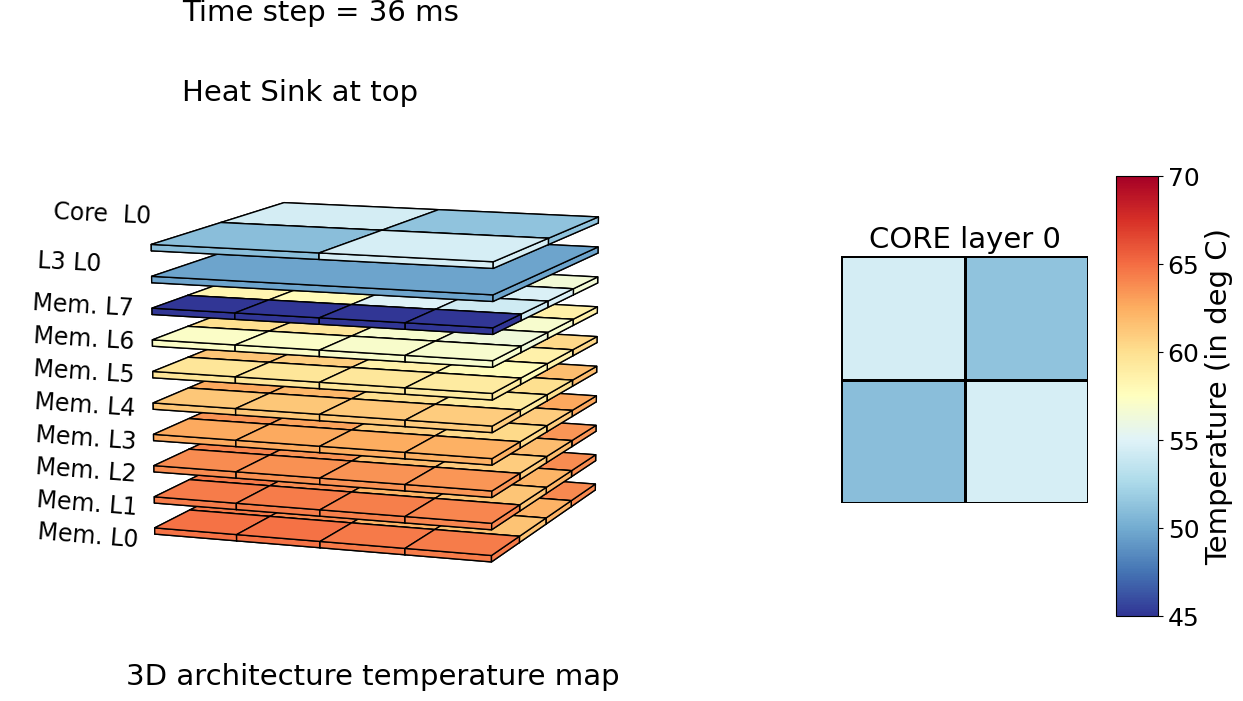 Time step = 36 ms
Heat Sink at top
Core L0
L3 L0
Mem. L7
Mem. L6
Mem. L5
Mem. L4
Mem. L3
Mem. L2
Mem. L1
Mem. L0
3D architecture temperature map
CORE layer 0
70
65
60
55
50
45
Temperature (in deg C)